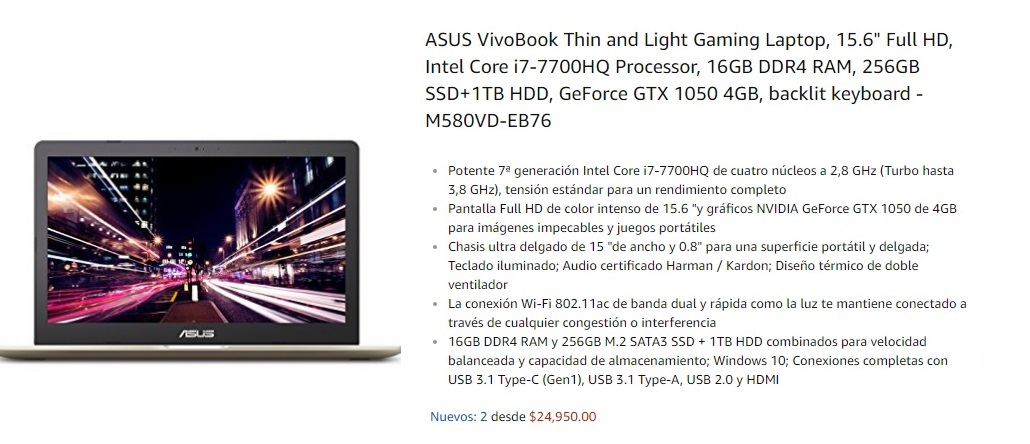 ASUS VivoBook Thin and Light Gaming Laptop, 15.6" Full HD,
Intel Core i7-7700HQ Processor, 16GB DDR4 RAM, 256GB
SSD+1TB HDD, GeForce GTX 1050 4GB, backlit keyboard -
M580VD-EB76
• Potente 7ª generación Intel Core i7-7700HQ de cuatro núcleos a 2,8 GHz (Turbo hasta
3,8 GHz), tensión estándar para un rendimiento completo
• Pantalla Full HD de color intenso de 15.6 "y gráficos NVIDIA GeForce GTX 1050 de 4GB
para imágenes impecables y juegos portátiles
• Chasis ultra delgado de 15 "de ancho y 0.8" para una superficie portátil y delgada;
Teclado iluminado; Audio certificado Harman / Kardon; Diseño térmico de doble
ventilador
• La conexión Wi-Fi 802.11ac de banda dual y rápida como la luz te mantiene conectado a
través de cualquier congestión o interferencia
• 16GB DDR4 RAM y 256GB M.2 SATA3 SSD + 1TB HDD combinados para velocidad
balanceada y capacidad de almacenamiento; Windows 10; Conexiones completas con
USB 3.1 Type-C (Gen1), USB 3.1 Type-A, USB 2.0 y HDMI
Nuevos: 2 desde $24,950.00
ASUS